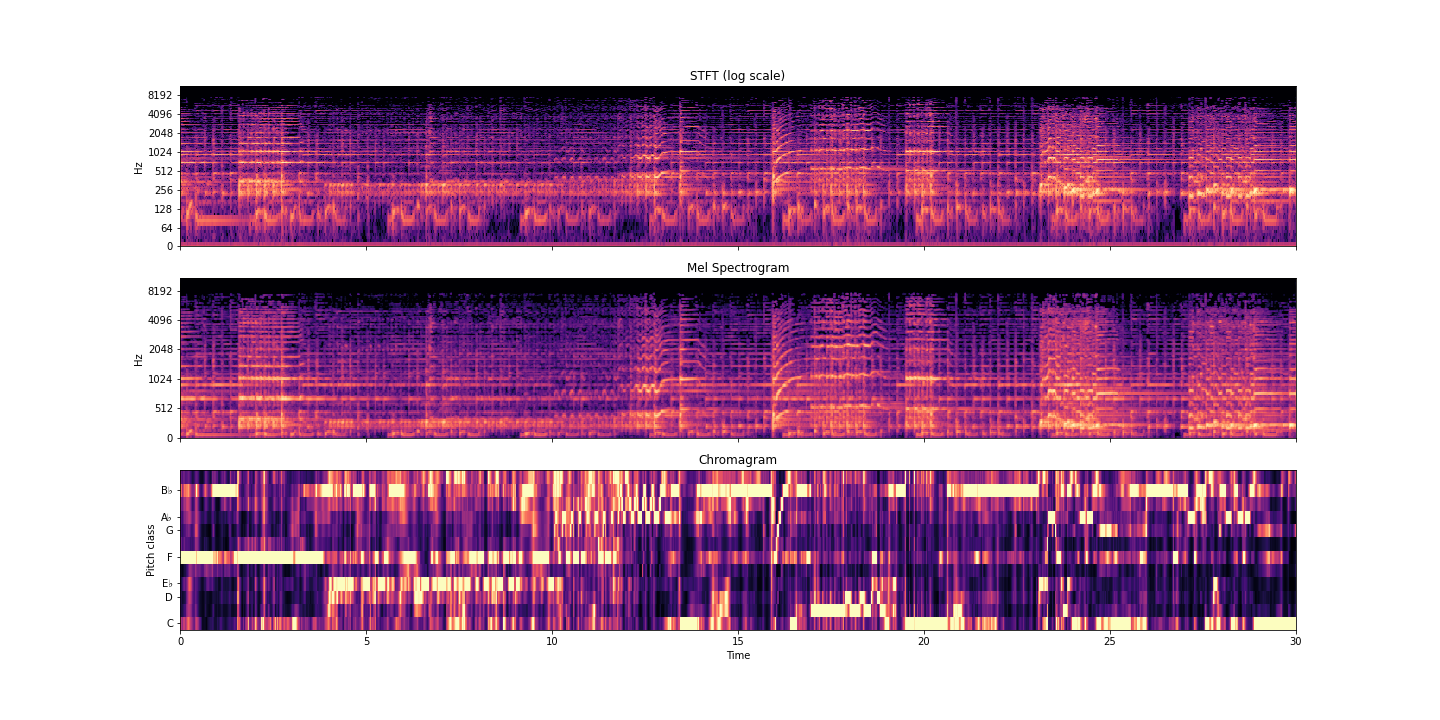 STFT (log scale)
8192
4096
2048
1024
512
256
128
64
0
Hz
Mel Spectrogram
8192
4096
2048
1024
512
0
Hz
Chromagram
B♭
A♭
G
F
E♭
D
C
Pitch class
0 5 10 15 20 25 30
Time